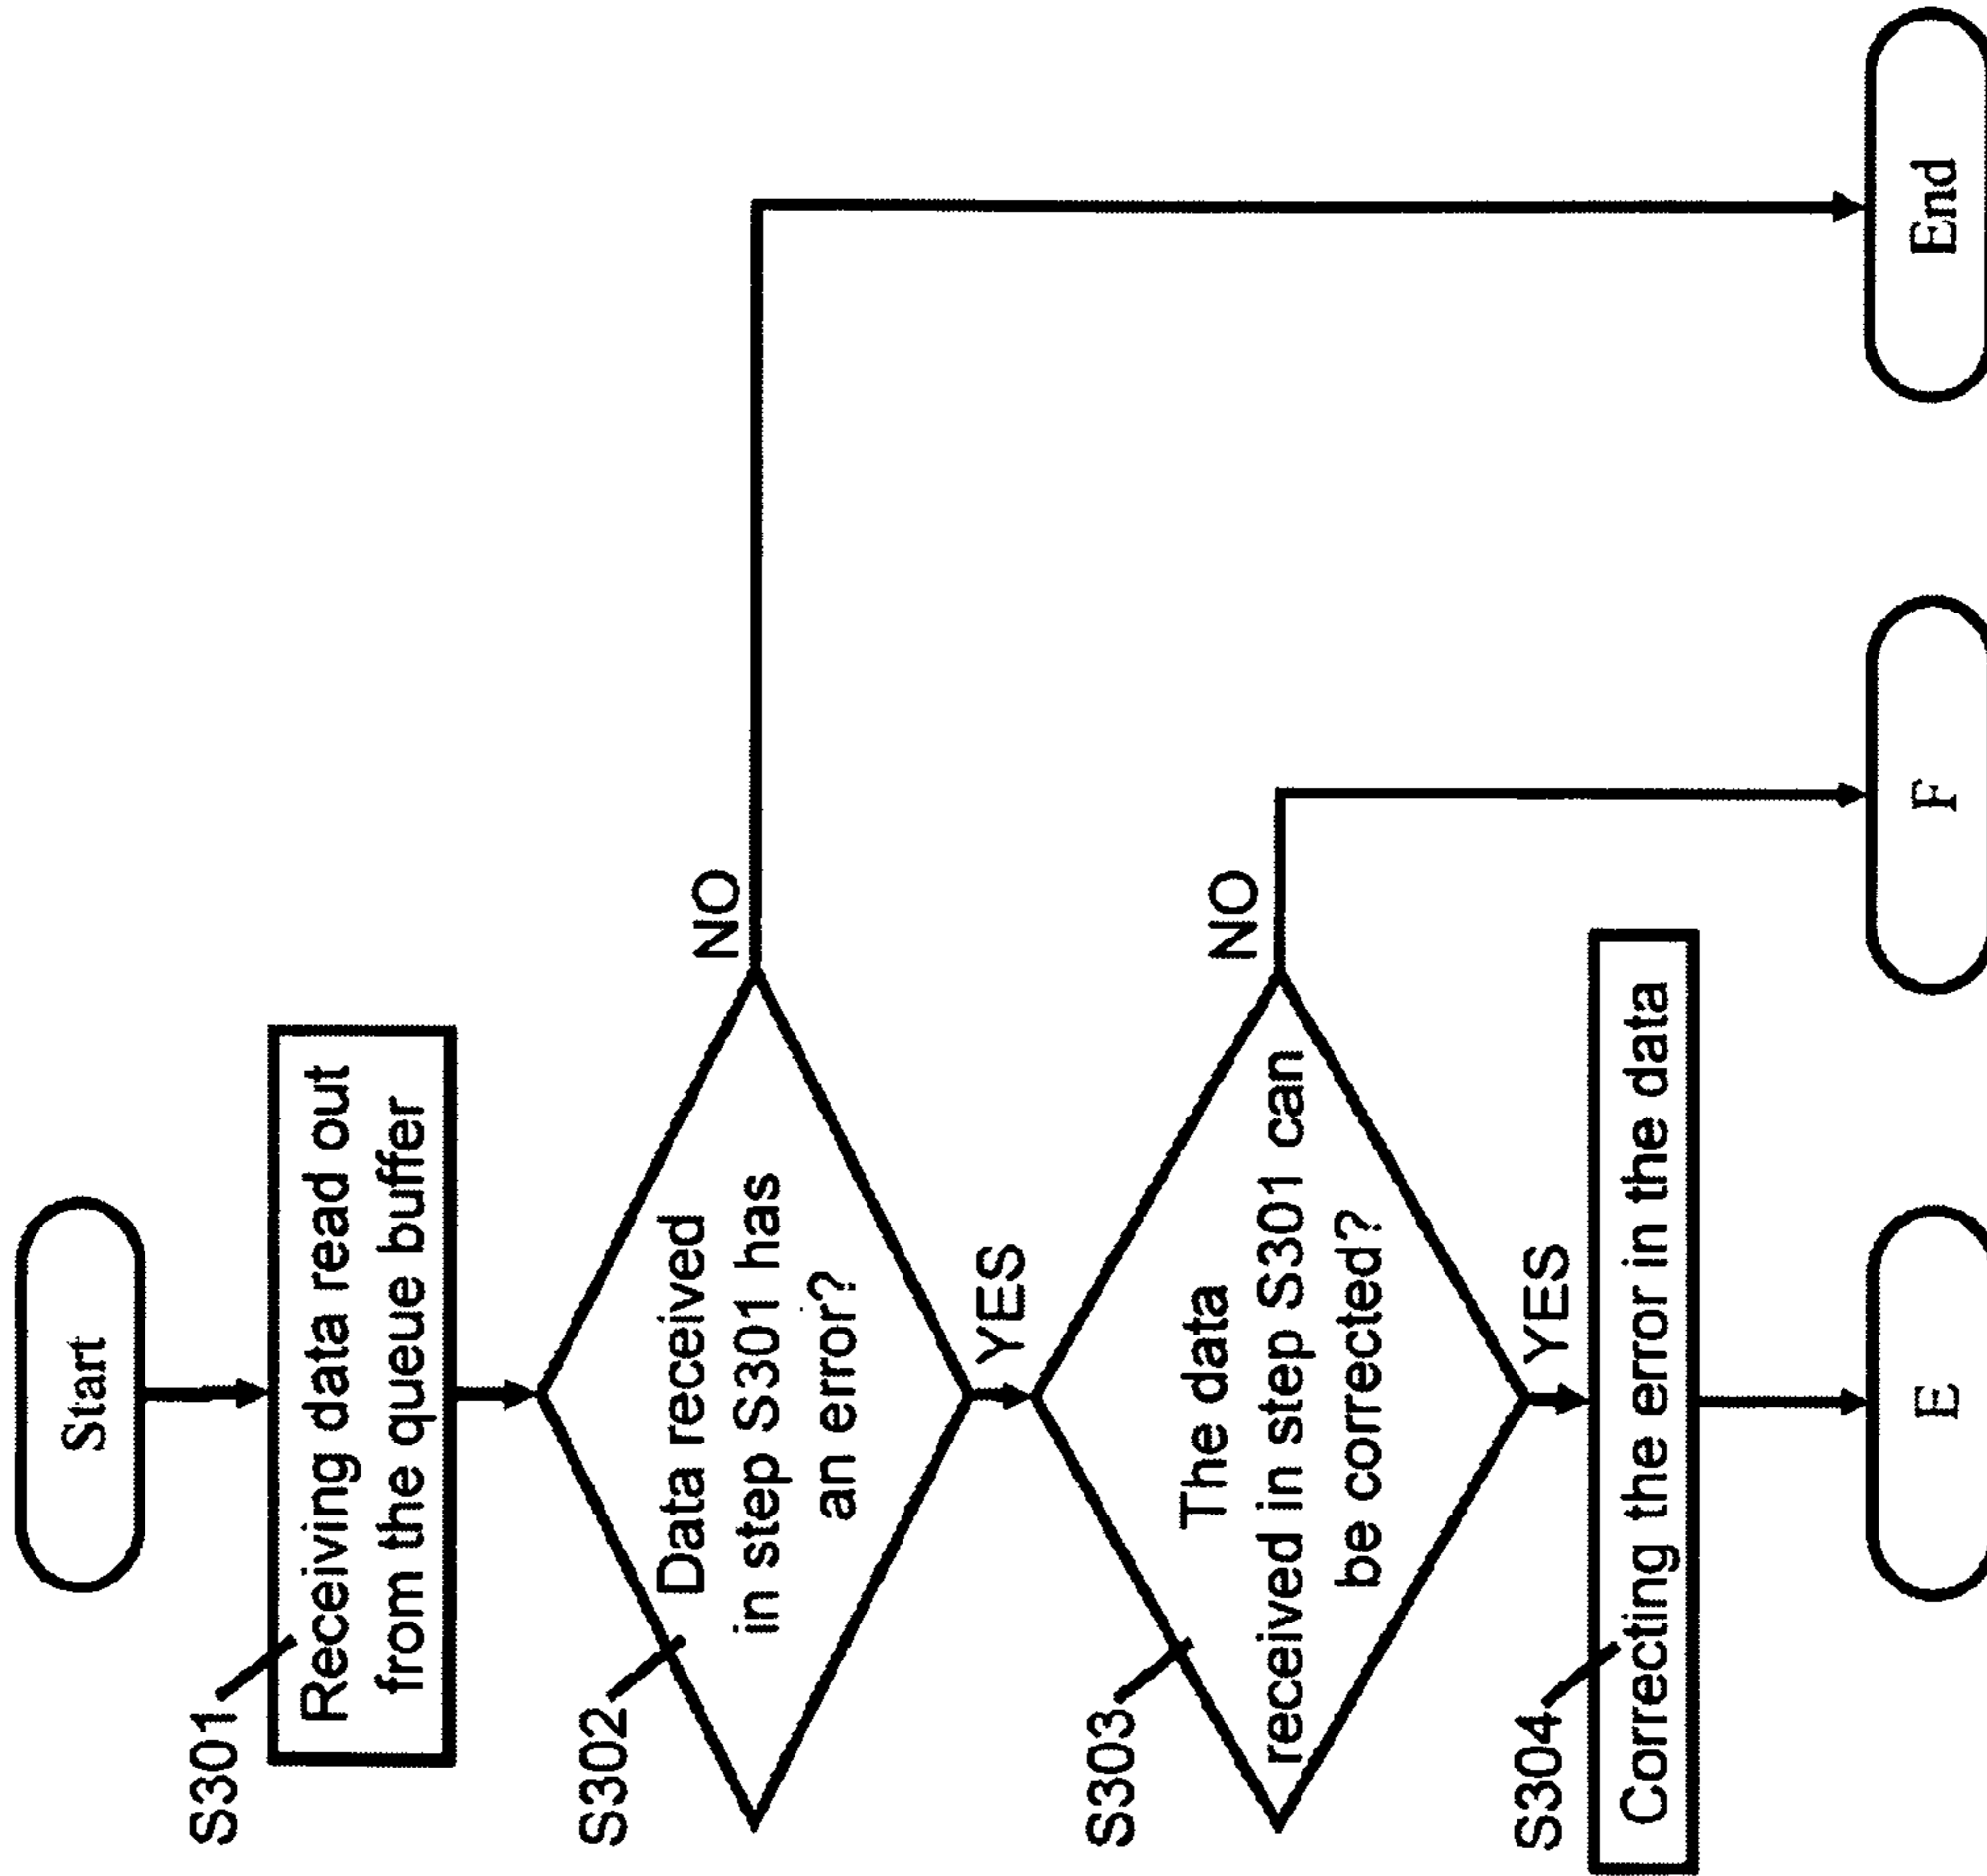 Start
S301
Receiving data read out
from the queue buffer
S302
Data received
in step S301 has
an error?
NO
YES
S303
The data
received in step S301 can
be corrected?
NO
YES
S304
Correcting the error in the data
E
F
End